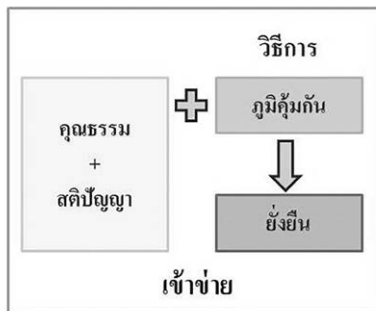 วิธีการ
คุณธรรม
+
สติปัญญา
ภูมิคุ้มกัน
ยั่งยืน
เข้าข่าย